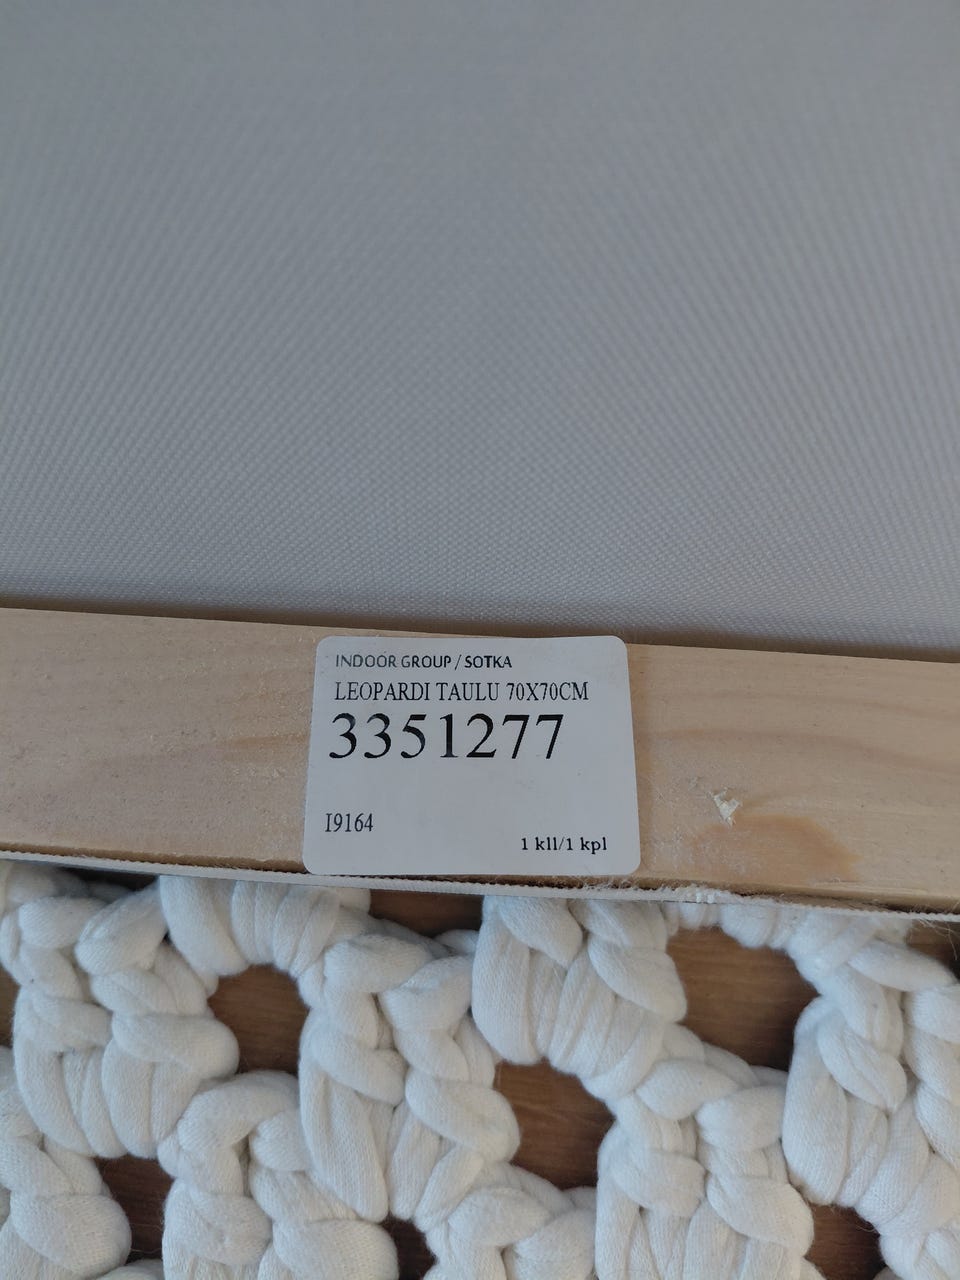 INDOOR GROUP / SOTKA
LEOPARDI TAULU 70X70CM
3351277
I9164
1 kll/1 kpl